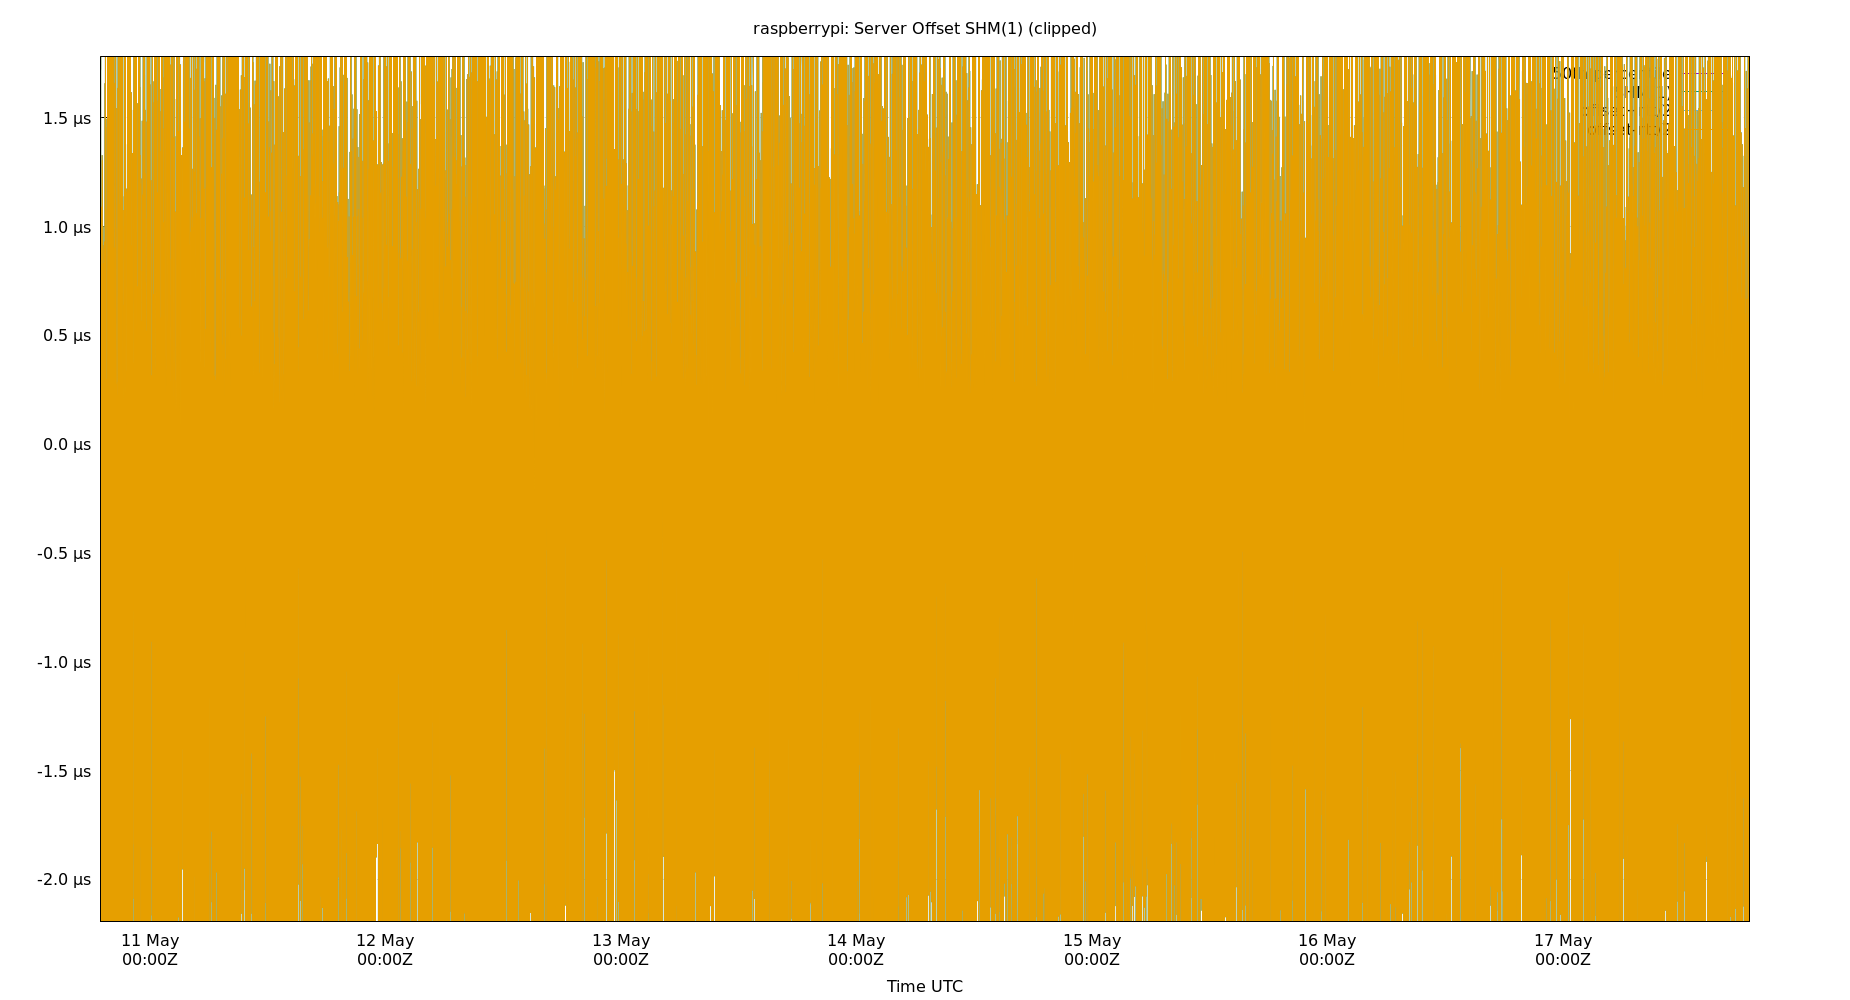 raspberrypi: Server Offset SHM(1) (clipped)
1.5 µs
1.0 µs
0.5 µs
0.0 µs
-0.5 µs
-1.0 µs
-1.5 µs
-2.0 µs
11 May 12 May 13 May 14 May 15 May 16 May 17 May
00:00Z 00:00Z 00:00Z 00:00Z 00:00Z 00:00Z 00:00Z
Time UTC